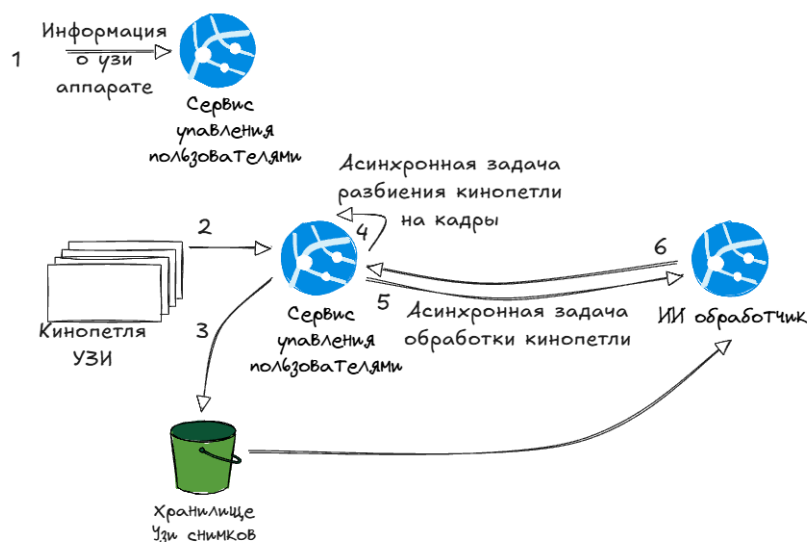 1
Информация
о узи
аппарате
Сервис
упавления
пользователями
Асинхронная задача
разбиения кинопетли
на кадры
2
4
6
Кинопетля
УЗИ
3
Сервис
упавления
пользователями
5
Асинхронная задача
обработки кинопетли
ИИ обработчик
Хранилище
Узи снимков